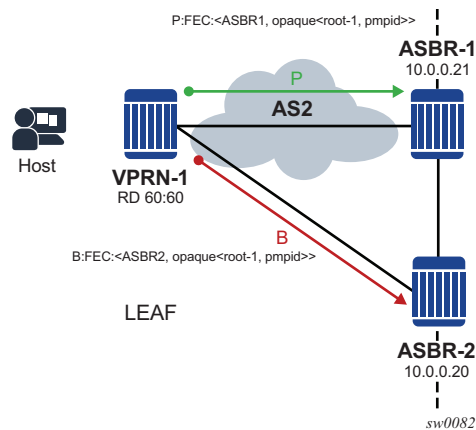 P:FEC:<ASBR1, opaque<root-1, pmpid>>
ASBR-1
10.0.0.21
P
AS2
Host
VPRN-1
RD 60:60
B
B:FEC:<ASBR2, opaque<root-1, pmpid>>
LEAF
ASBR-2
10.0.0.20
sw0082